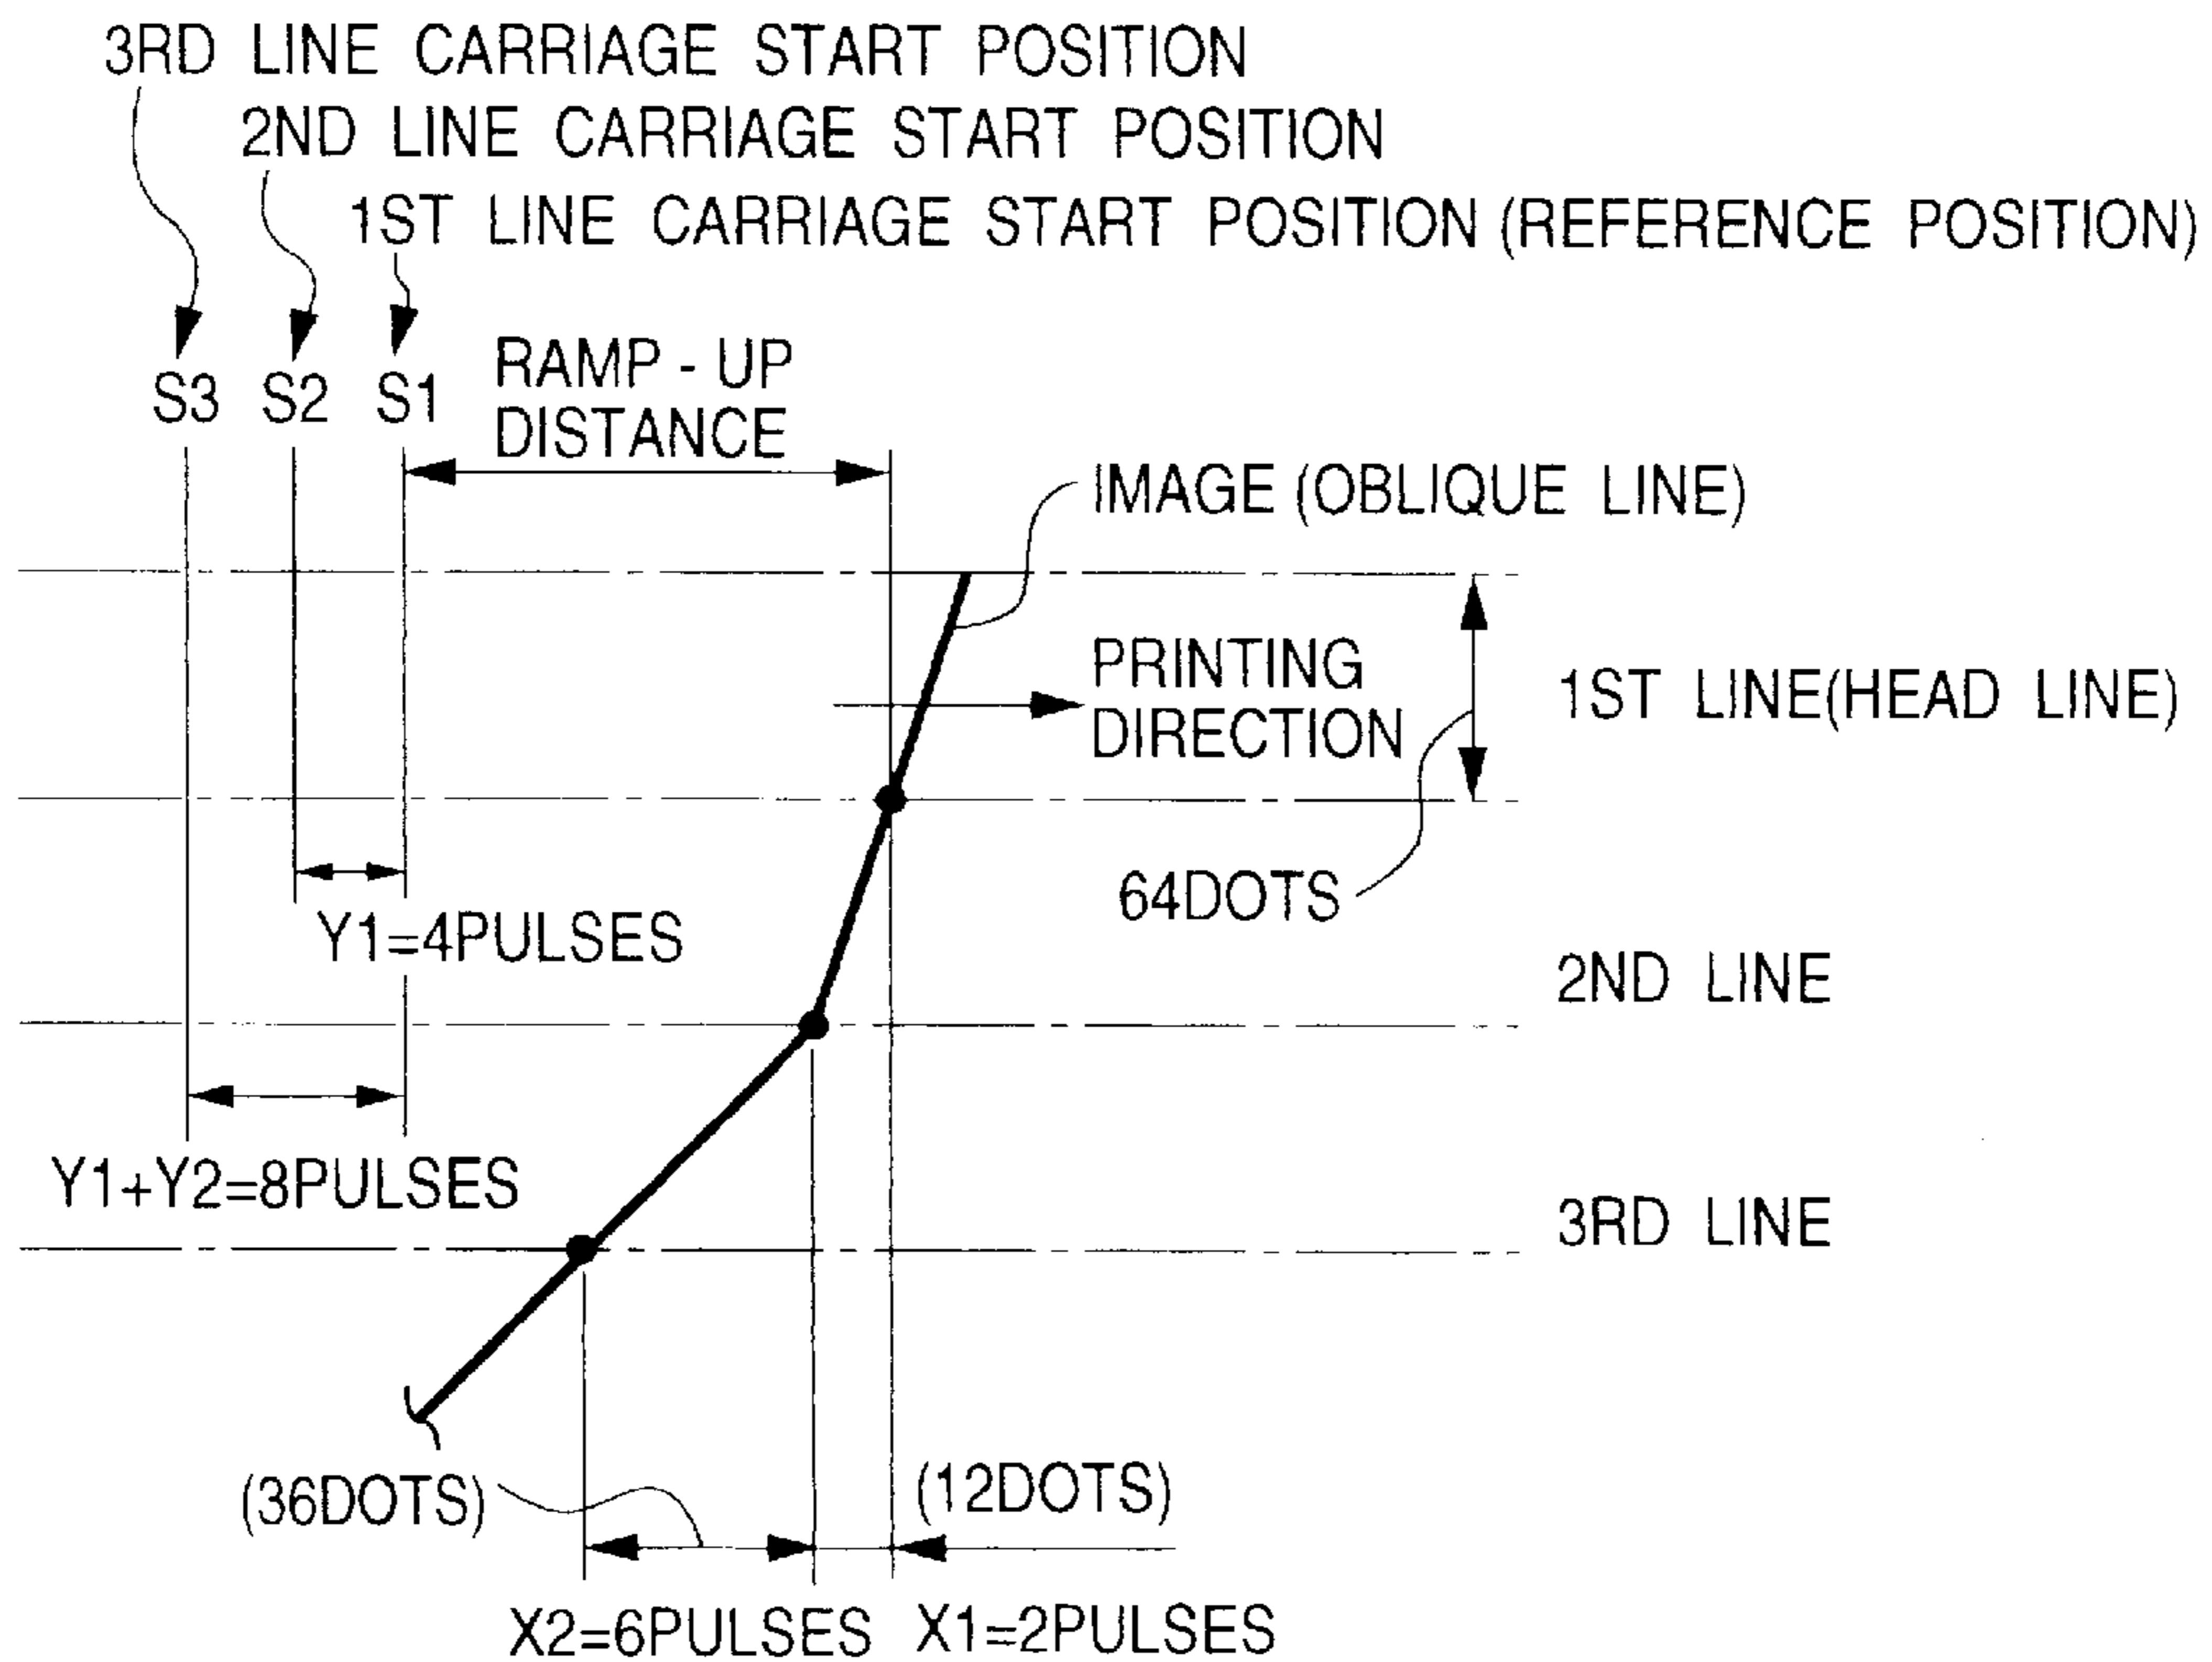 3RD LINE CARRIAGE START POSITION
2ND LINE CARRIAGE START POSITION
1ST LINE CARRIAGE START POSITION (REFERENCE POSITION)
S3 S2 S1
RAMP-UP
DISTANCE
IMAGE (OBLIQUE LINE)
PRINTING
DIRECTION
1ST LINE(HEAD LINE)
64DOTS
Y1=4PULSES
2ND LINE
Y1+Y2=8PULSES
3RD LINE
(36DOTS)
(12DOTS)
X2=6PULSES X1=2PULSES